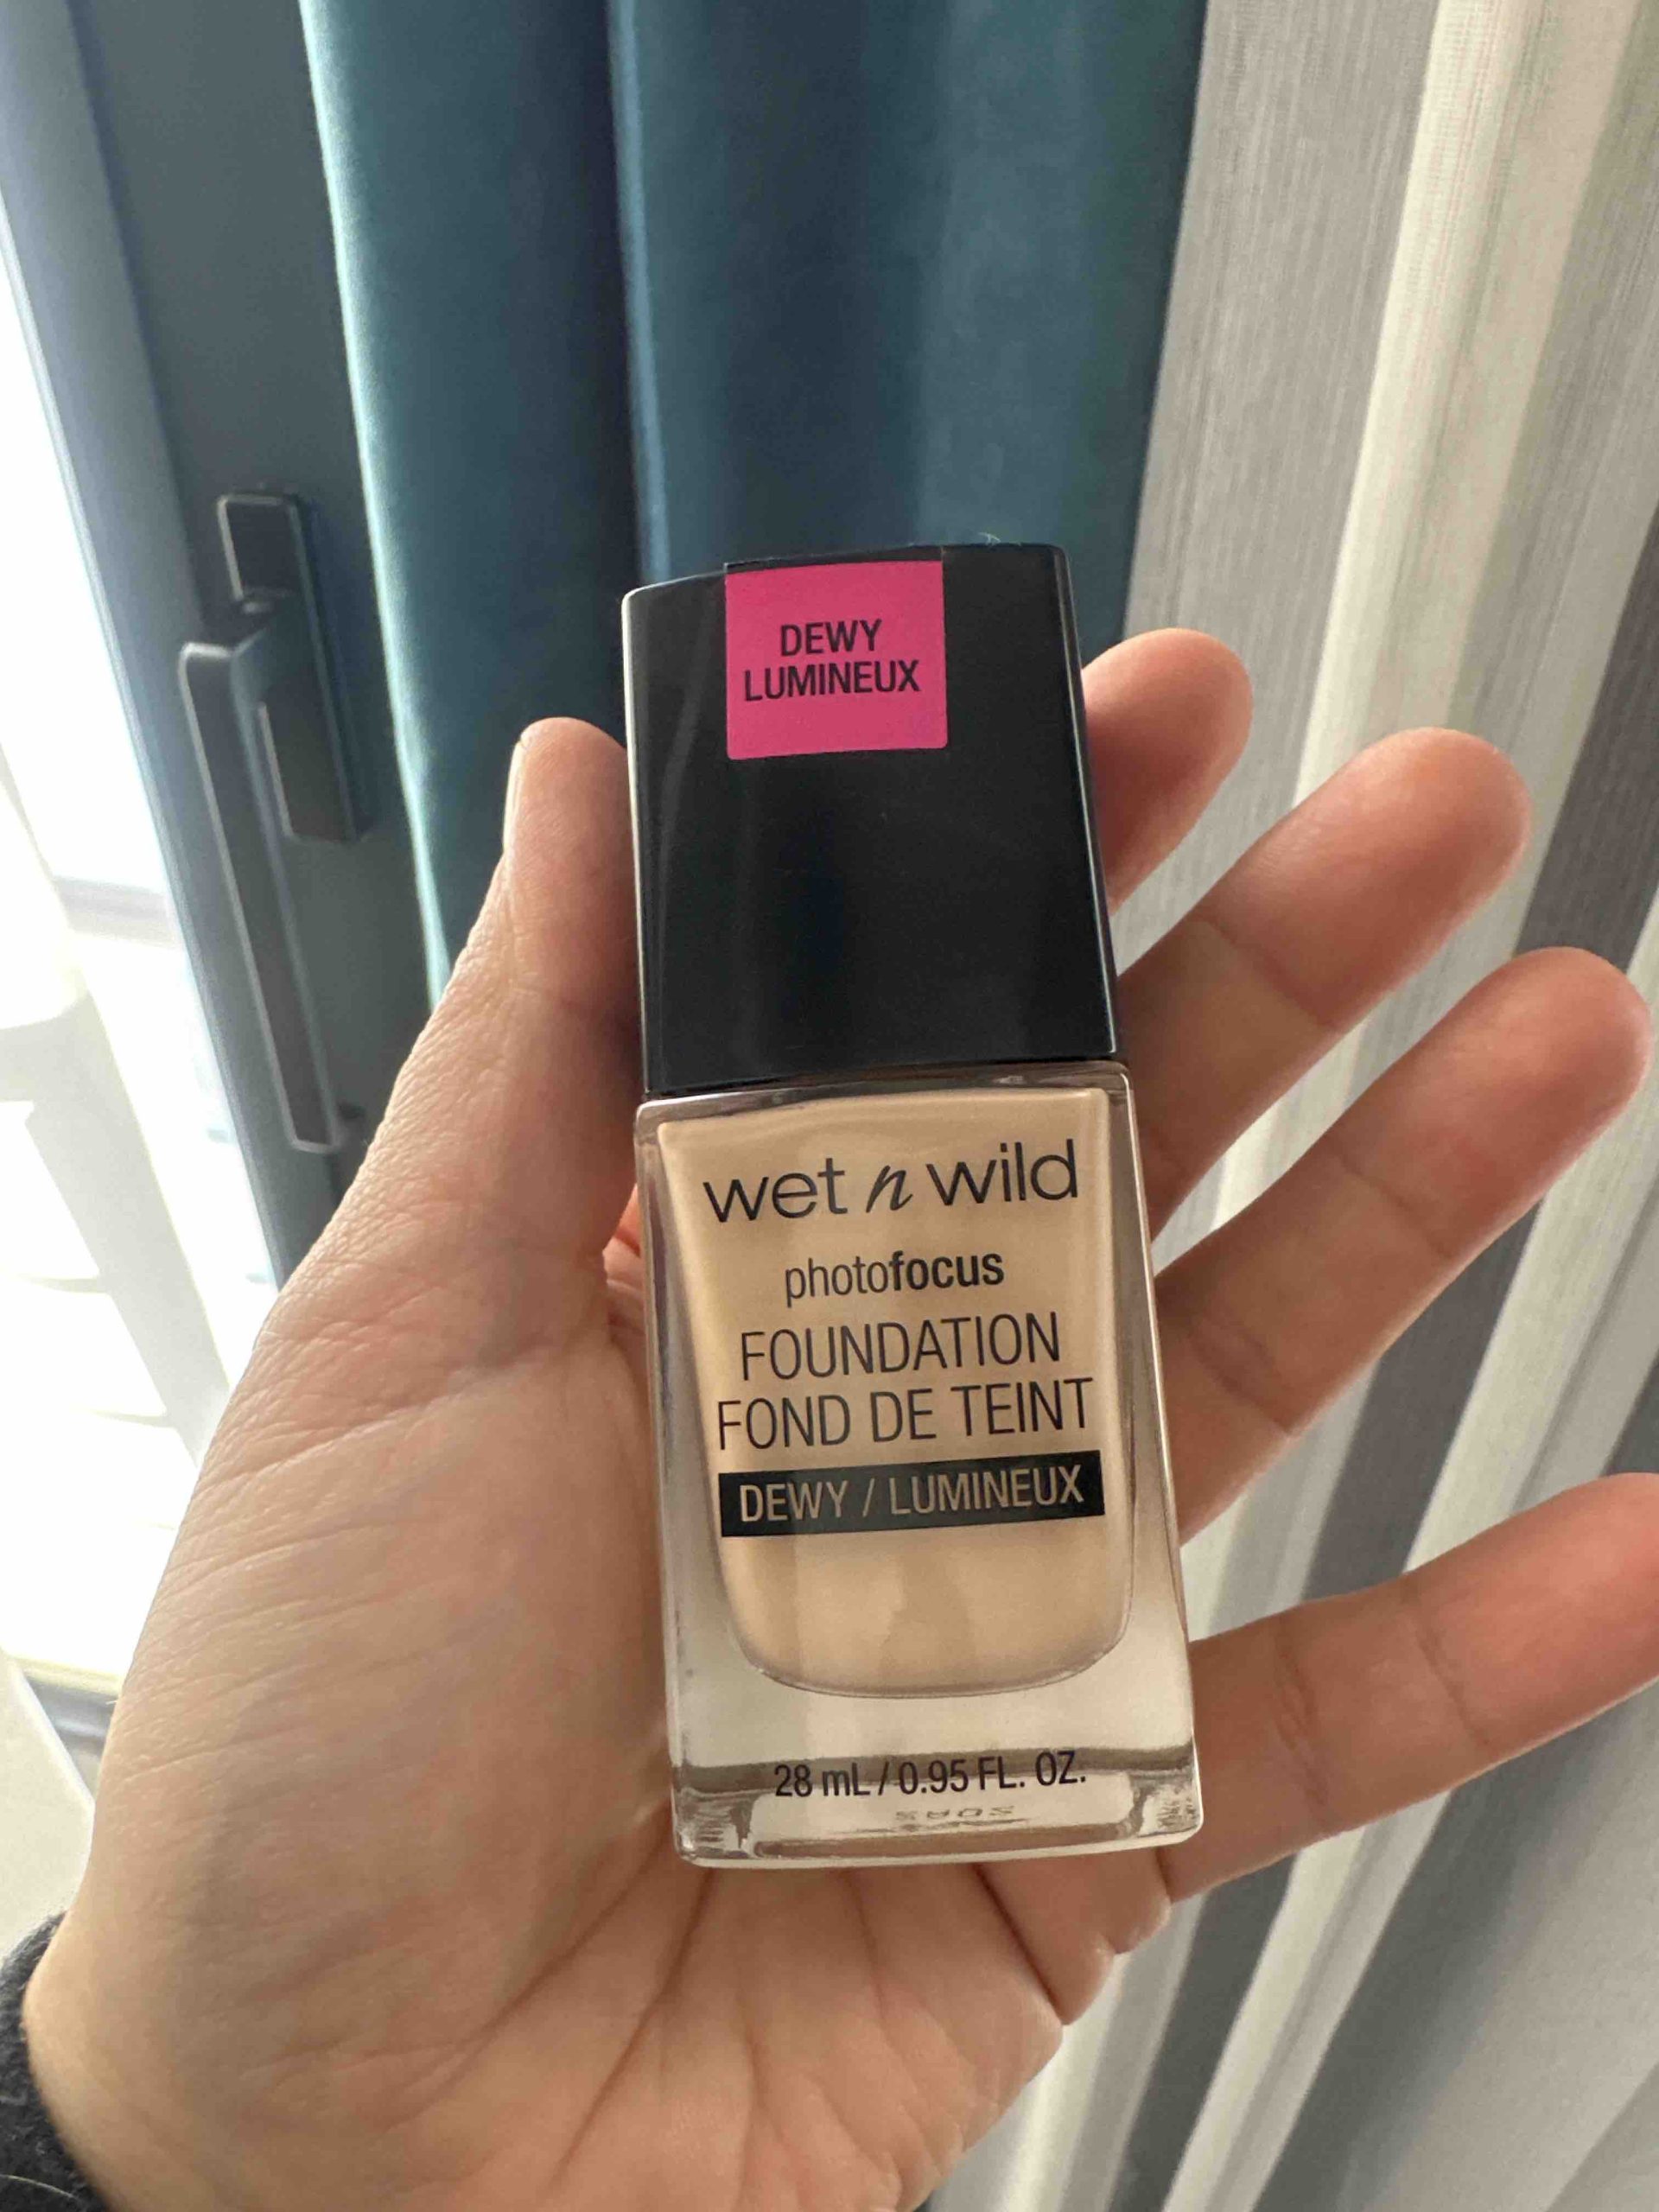 DEWY
LUMINEUX
wet n wild
photofocus
FOUNDATION
FOND DE TEINT
DEWY / LUMINEUX
28 mL / 0.95 FL. OZ.